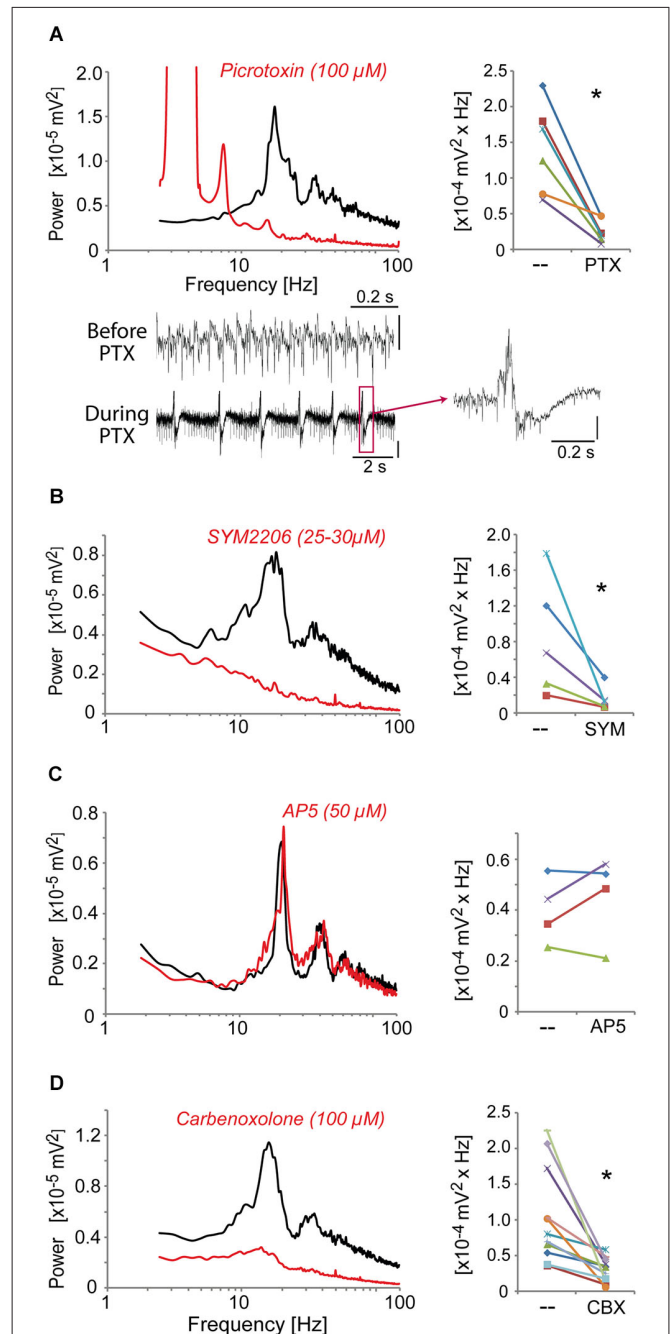 A
Picrotoxin (100 µM)
2.0
1.5
1.0
0.5
0
Power [x10-5 mV2]
1
10
100
Frequency [Hz]
2.5
2.0
1.5
1.0
0.5
0
[x10-4 mV2 x Hz]
*
--
PTX
0.2 s
Before
PTX
During
PTX
2 s
0.2 s
B
SYM2206 (25-30µM)
0.8
0.6
0.4
0.2
0
Power [x10-5 mV2]
1
10
100
2.0
1.6
1.2
0.8
0.4
0
[x10-4 mV2 x Hz]
*
--
SYM
C
AP5 (50 µM)
0.8
0.6
0.4
0.2
0
Power [x10-5 mV2]
1
10
100
0.6
0.4
0.2
0
[x10-4 mV2 x Hz]
--
AP5
D
Carbenoxolone (100 µM)
1.2
0.8
0.4
0
Power [x10-5 mV2]
1
10
100
Frequency [Hz]
2.5
2.0
1.5
1.0
0.5
0
[x10-4 mV2 x Hz]
*
--
CBX